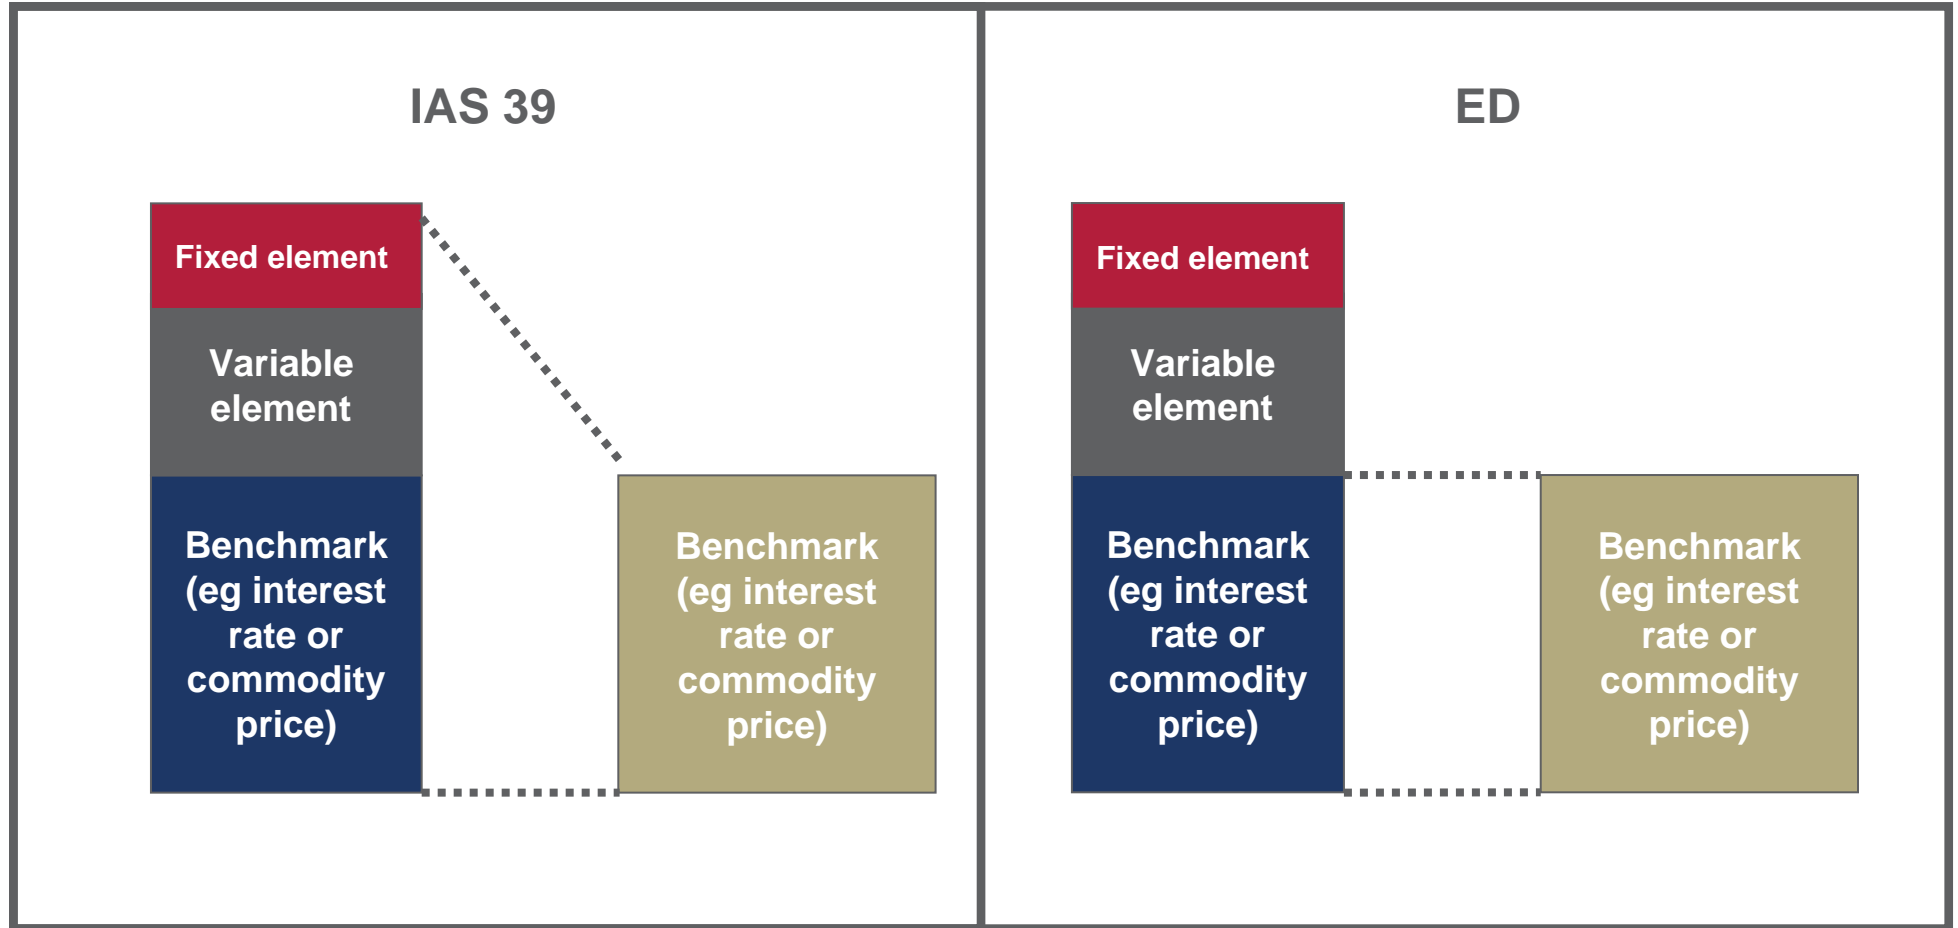 IAS 39
Fixed element
Variable
element
Benchmark
(eg interest
rate or
commodity
price)
Benchmark
(eg interest
rate or
commodity
price)
ED
Fixed element
Variable
element
Benchmark
(eg interest
rate or
commodity
price)
Benchmark
(eg interest
rate or
commodity
price)